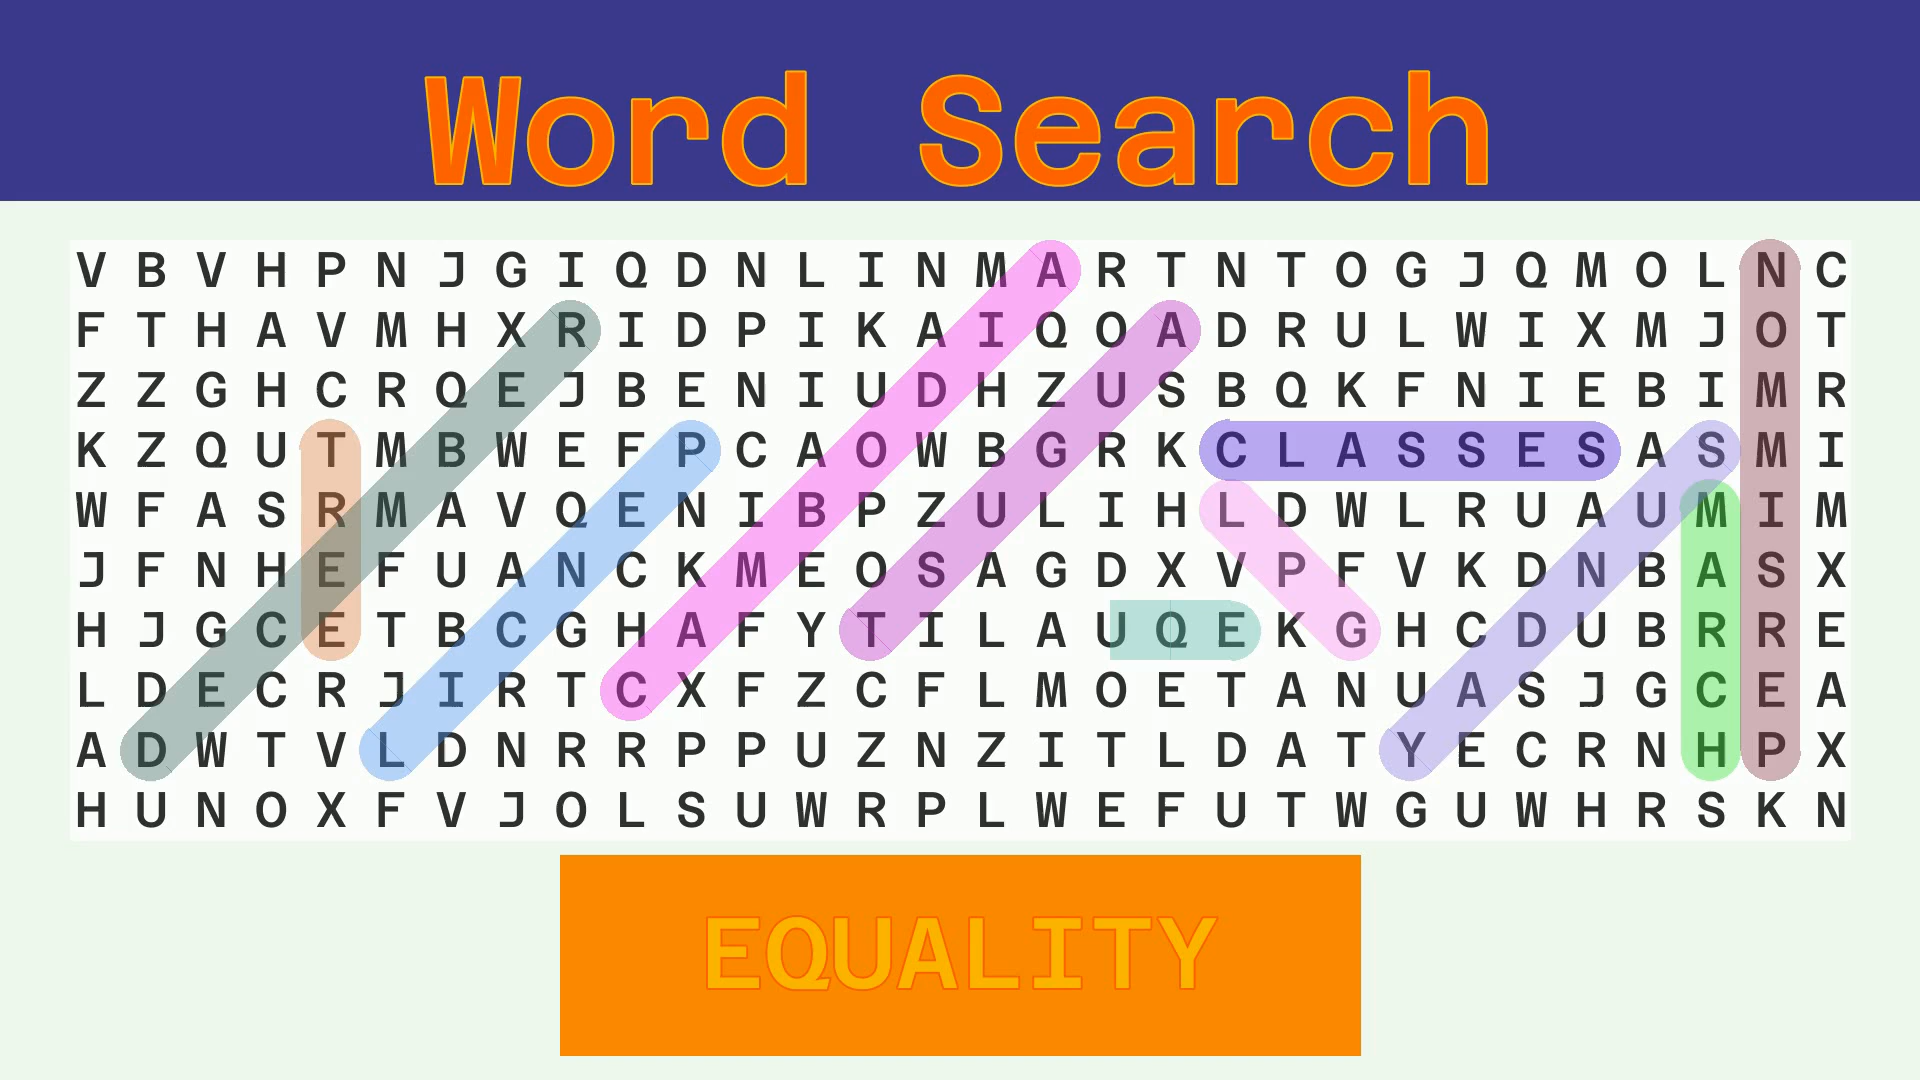 Word Search
V B V H P N J G I Q D N L I N M A R T N T O G J Q M O L N C
F T H A V M H X R I D P I K A I Q O A D R U L W I X M J O T
Z Z G H C R Q E J B E N I U D H Z U S B Q K F N I E B I M R
K Z Q U T M B W E F P C A O W B G R K C L A S S E S A S M I
W F A S R M A V Q E N I B P Z U L I H L D W L R U A U M I M
J F N H E F U A N C K M E O S A G D X V P F V K D N B A S X
H J G C E T B C G H A F Y T I L A U Q E K G H C D U B R R E
L D E C R J I R T C X F Z C F L M O E T A N U A S J G C E A
A D W T V L D N R R P P U Z N Z I T L D A T Y E C R N H P X
H U N O X F V J O L S U W R P L W E F U T W G U W H R S K N
EQUALITY